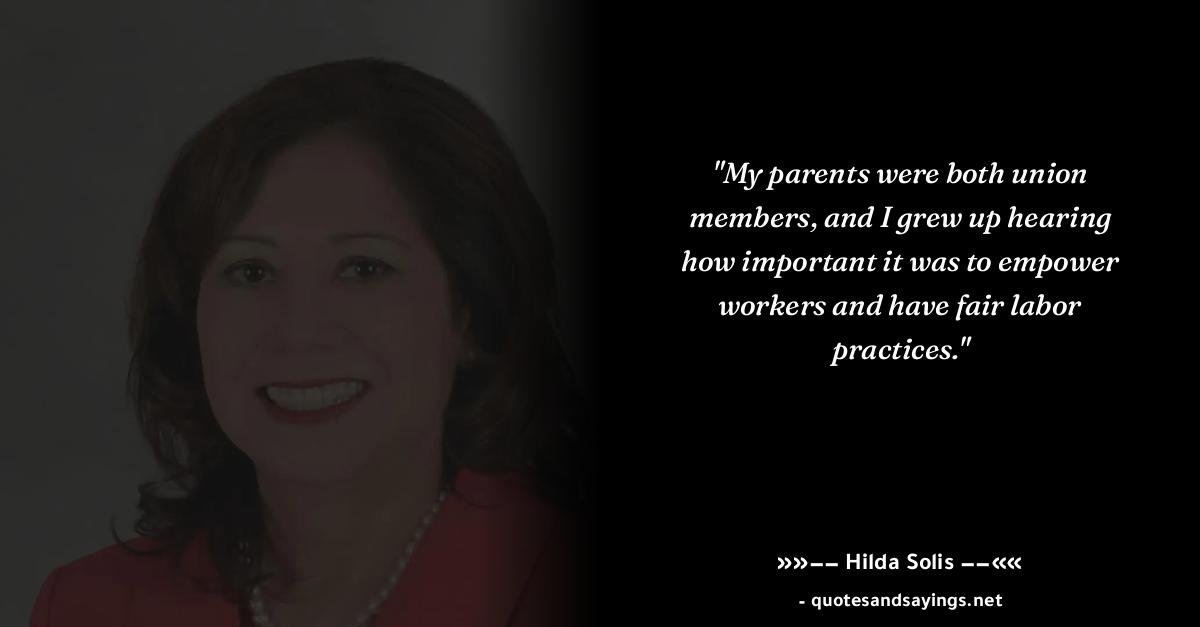 "My parents were both union
members, and I grew up hearing
how important it was to empower
workers and have fair labor
practices."
»»−− Hilda Solis −−««
- quotesandsayings.net